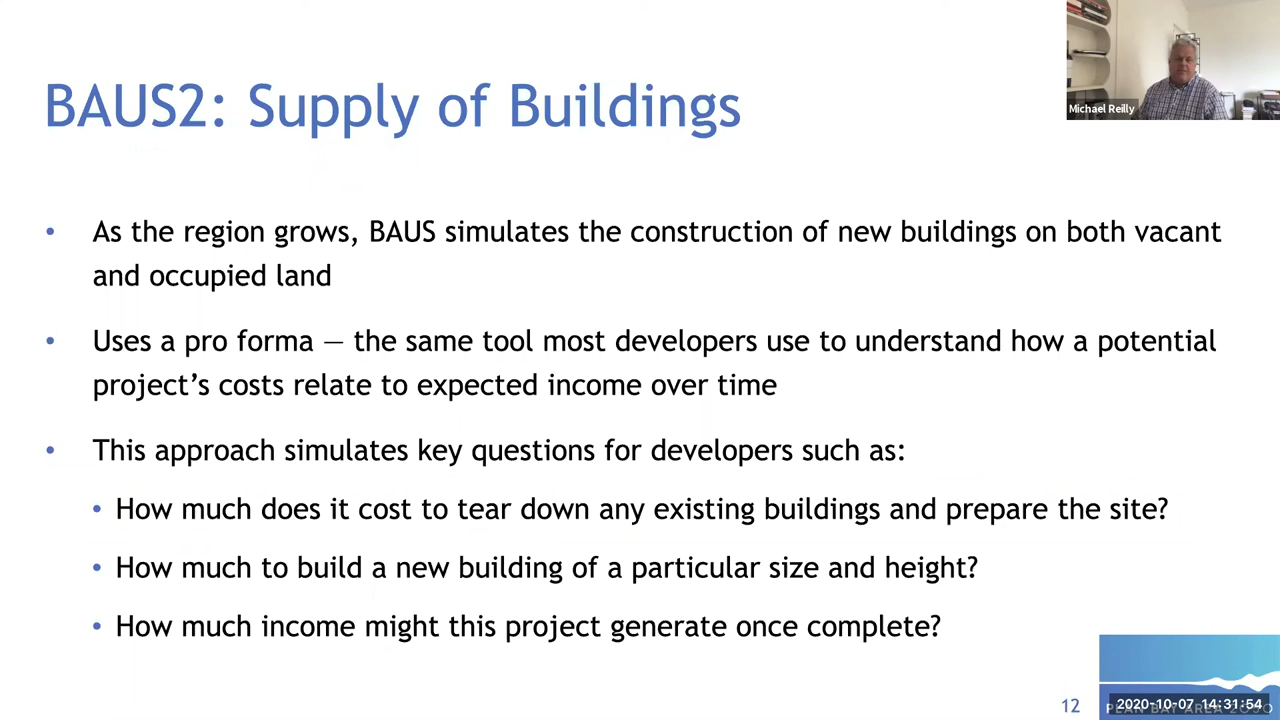 BAUS2: Supply of Buildings
Michael Reilly
• As the region grows, BAUS simulates the construction of new buildings on both vacant
and occupied land
• Uses a pro forma — the same tool most developers use to understand how a potential
project’s costs relate to expected income over time
• This approach simulates key questions for developers such as:
• How much does it cost to tear down any existing buildings and prepare the site?
• How much to build a new building of a particular size and height?
• How much income might this project generate once complete?
12
PLAN BAY AREA 2050
2020-10-07 14:31:54